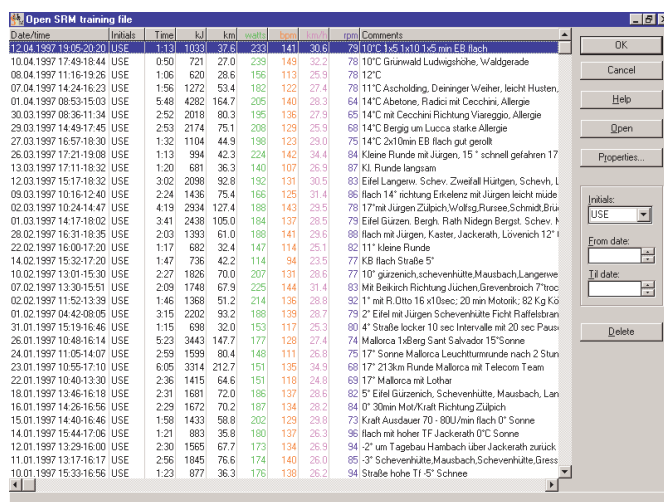 Open SRM training file
Date/time Initials Time kJ km watts bpm km/h rpm Comments
12.04.1997 19:05-20:20 USE 1:13 1033 37.6 233 141 30.6 79 10°C 1x5 1x10 1x5 min EB flach
10.04.1997 17:49-18:44 USE 0:50 721 27.0 239 149 32.2 78 10°C Grünwald Ludwigshöhe, Waldgerade
08.04.1997 11:16-19:26 USE 1:06 620 28.6 156 113 25.9 78 12°C
07.04.1997 14:24-16:23 USE 1:56 1272 53.4 182 122 27.4 78 11°C Ascholding, Deininger Weiher, leicht Husten,
01.04.1997 08:53-15:03 USE 5:48 4282 164.7 205 140 28.3 64 14°C Abetone, Radici mit Cecchini, Allergie
30.03.1997 08:36-11:34 USE 2:52 2018 80.3 195 136 27.9 65 14°C mit Cecchini Richtung Viareggio, Allergie
29.03.1997 14:49-17:45 USE 2:53 2174 75.1 208 129 25.9 68 14°C Bergig um Lucca starke Allergie
27.03.1997 16:57-18:30 USE 1:32 1104 44.9 198 123 29.0 75 14°C 2x10min EB flach gut gerollt
26.03.1997 17:21-19:08 USE 1:13 994 42.3 224 142 34.4 84 Kleine Runde mit Jürgen, 15 ° schnell gefahren 17
13.03.1997 17:11-18:32 USE 1:20 681 36.3 140 107 26.9 87 Kl. Runde langsam
12.03.1997 15:17-18:32 USE 3:02 2098 92.8 192 131 30.5 83 Eifel Langerw. Schev. Zweifall Hürtgen, Schevh, L
09.03.1997 10:16-12:40 USE 2:24 1436 75.4 166 125 31.4 86 flach 14° richtung Erkelenz mit Jürgen leicht müde
02.03.1997 10:24-14:47 USE 4:19 2934 127.4 188 143 29.5 78 17°mit Jürgen Zülpich,Wolfsg,Rursee,Schmidt,Brü
01.03.1997 14:17-18:02 USE 3:41 2438 105.0 184 137 28.5 79 Eifel Gürzen. Bergh. Rath Nidegn Bergst. Schev. M
28.02.1997 16:31-18:35 USE 2:03 1393 61.0 188 141 29.6 88 flach mit Jürgen, Kaster, Jackerath, Lövenich 12°
22.02.1997 16:00-17:20 USE 1:17 682 32.4 147 114 25.1 82 11° kleine Runde
14.02.1997 15:32-17:20 USE 1:47 736 42.2 94 23.5 77 KB flach Straße 5°
10.02.1997 13:01-15:30 USE 2:27 1826 70.0 207 131 28.6 77 10° gürzenich,schevenhütte,Mausbach,Langerwe
07.02.1997 13:30-15:51 USE 2:09 1748 67.9 225 144 31.4 83 Mit Beikirch Richtung Jüchen,Grevenbroich 7°torc
02.02.1997 11:52-13:39 USE 1:46 1368 51.2 214 136 28.8 92 1° mit R.Otto 16 x10sec; 20 min Motorik; 82 Kg Kö
01.02.1997 04:42-08:05 USE 3:15 2202 93.2 188 139 28.7 79 2° Eifel mit Jürgen Schevenhütte Ficht Raffelsbran
31.01.1997 15:19-16:46 USE 1:15 698 32.0 153 117 25.3 80 4° Straße locker 10 sec Intervalle mit 20 sec Paus
26.01.1997 10:48-16:14 USE 5:23 3443 147.7 177 128 27.4 74 Mallorca 1xBerg Sant Salvador 15°Sonne
24.01.1997 11:05-14:07 USE 2:59 1599 80.4 148 111 26.8 75 17° Sonne Mallorca Leuchtturmrunde nach 2 Stun
23.01.1997 10:55-17:10 USE 6:05 3314 212.7 151 135 34.9 68 17° 213km Runde Mallorca mit Telecom Team
22.01.1997 10:40-13:30 USE 2:36 1415 64.6 151 118 24.8 69 17° Mallorca mit Lothar
18.01.1997 13:46-16:18 USE 2:31 1681 72.0 186 137 28.6 82 5° Eifel Gürzenich, Schevenhütte, Mausbach, Lan
16.01.1997 14:26-16:56 USE 2:29 1672 70.2 187 134 28.2 84 0° 30min Mot/Kraft Richtung Zülpich
15.01.1997 14:40-16:46 USE 1:58 1433 58.8 202 129 29.8 73 Kraft Ausdauer 70 - 80U/min flach 0° Sonne
14.01.1997 15:44-17:06 USE 1:21 883 35.8 180 137 26.3 96 flach mit hoher TF Jackerath 0°C Sonne
12.01.1997 13:29-16:00 USE 2:30 1565 67.7 173 134 26.9 94 -2° um Tagebau Hambach über Jackerath zurück
11.01.1997 13:17-16:17 USE 2:56 1845 76.6 174 140 26.0 85 -3° Schevenhütte,Mausbach,Schevenhütte,Gress
10.01.1997 15:33-16:56 USE 1:23 877 36.3 176 138 26.2 94 Straße hohe Tf -5° Schnee
OK
Cancel
Help
Open
Properties...
Initials:
USE
From date:
Til date:
Delete